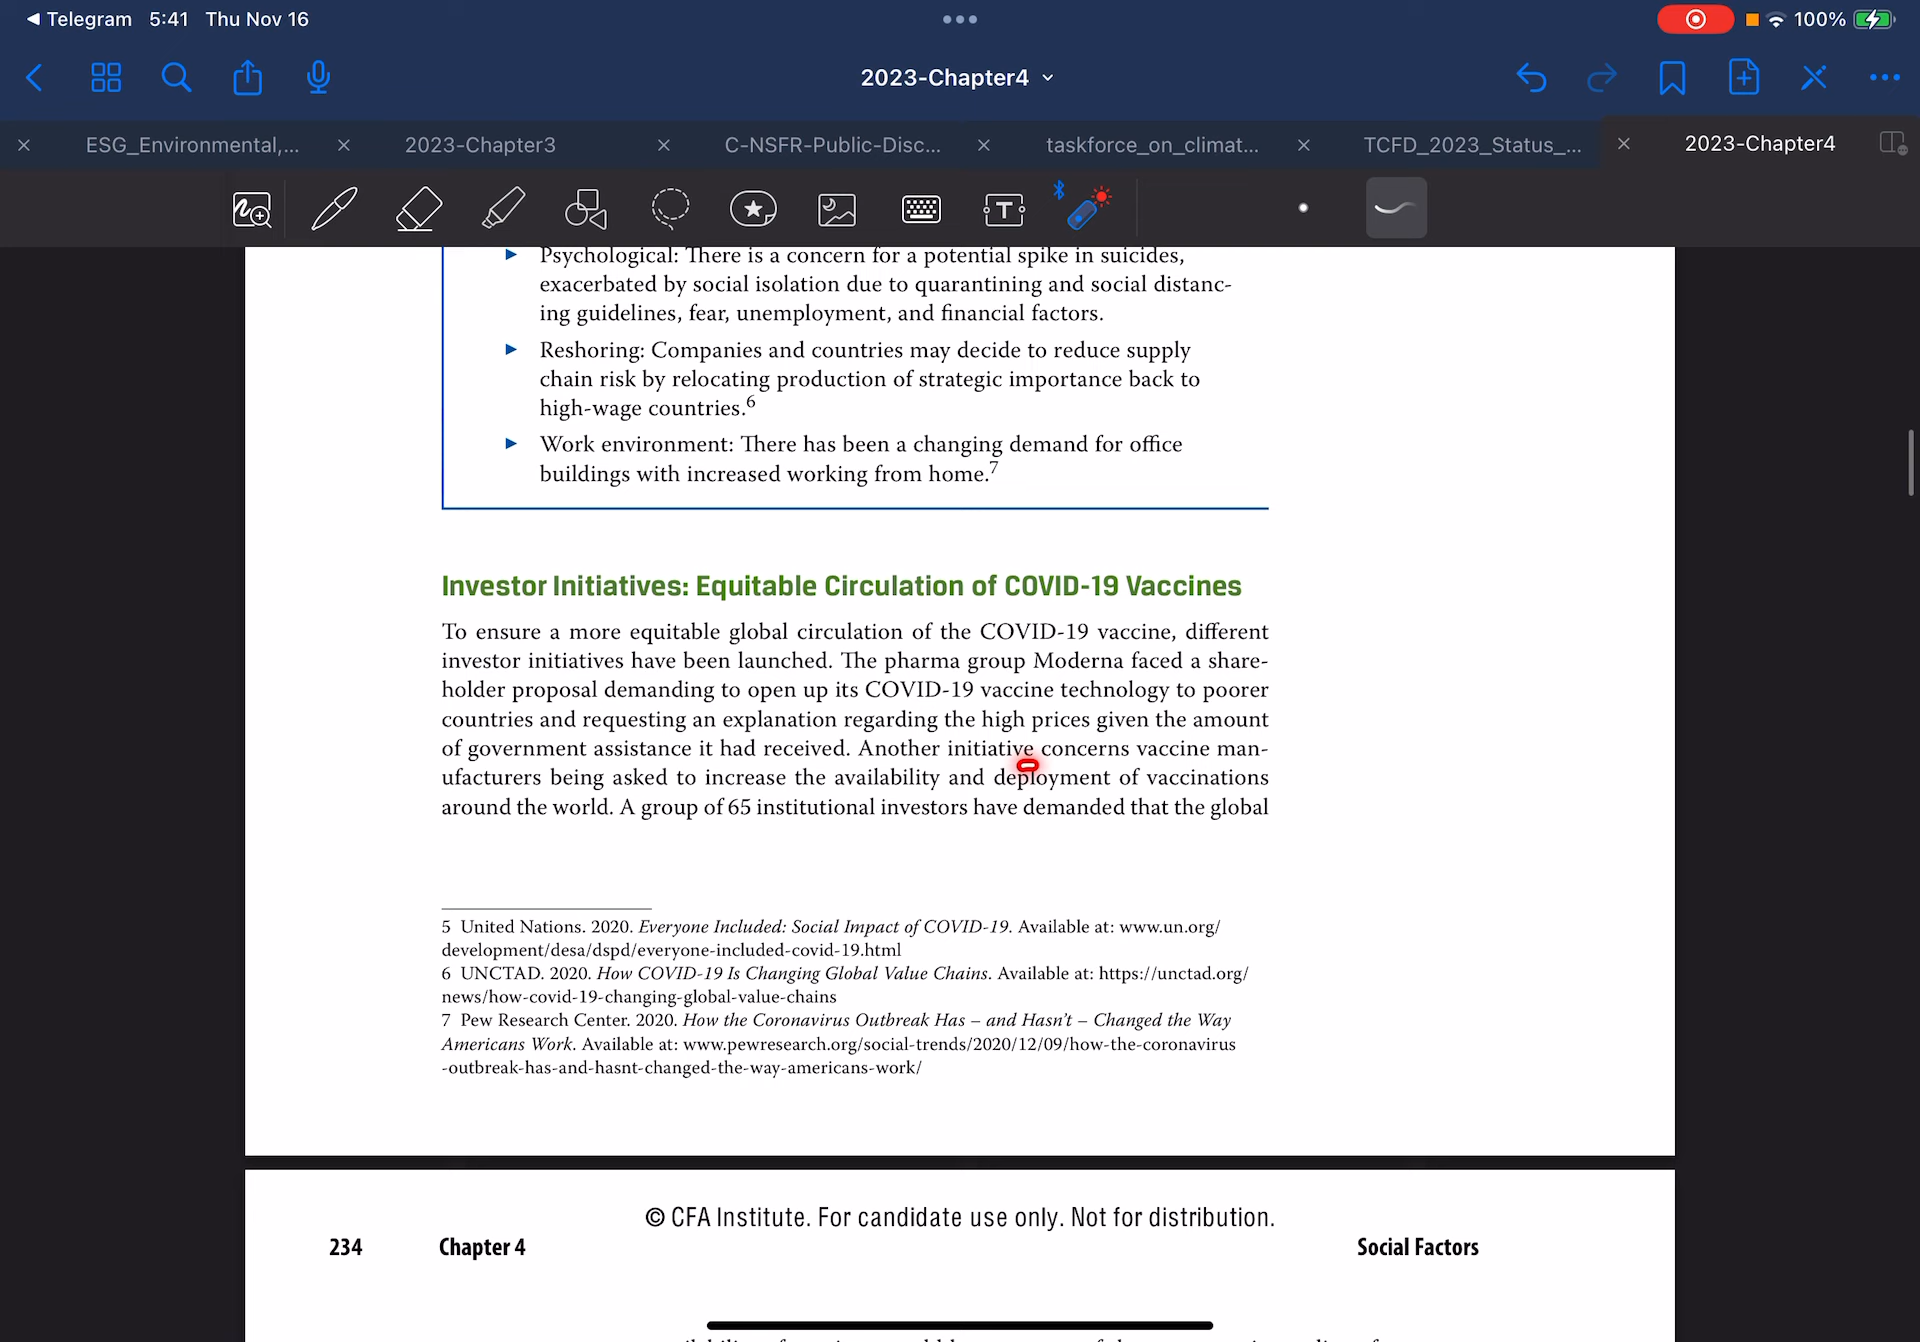 Telegram 5:41 Thu Nov 16
100%
2023-Chapter4
ESG_Environmental,...
2023-Chapter3
C-NSFR-Public-Disc...
taskforce_on_climat...
TCFD_2023_Status_...
2023-Chapter4
T
▶ Psychological: There is a concern for a potential spike in suicides,
exacerbated by social isolation due to quarantining and social distanc-
ing guidelines, fear, unemployment, and financial factors.
▶ Reshoring: Companies and countries may decide to reduce supply
chain risk by relocating production of strategic importance back to
high-wage countries.6
▶ Work environment: There has been a changing demand for office
buildings with increased working from home.7
Investor Initiatives: Equitable Circulation of COVID-19 Vaccines
To ensure a more equitable global circulation of the COVID-19 vaccine, different
investor initiatives have been launched. The pharma group Moderna faced a share-
holder proposal demanding to open up its COVID-19 vaccine technology to poorer
countries and requesting an explanation regarding the high prices given the amount
of government assistance it had received. Another initiative concerns vaccine man-
ufacturers being asked to increase the availability and deployment of vaccinations
around the world. A group of 65 institutional investors have demanded that the global
5 United Nations. 2020. Everyone Included: Social Impact of COVID-19. Available at: www.un.org/
development/desa/dspd/everyone-included-covid-19.html
6 UNCTAD. 2020. How COVID-19 Is Changing Global Value Chains. Available at: https://unctad.org/
news/how-covid-19-changing-global-value-chains
7 Pew Research Center. 2020. How the Coronavirus Outbreak Has – and Hasn't – Changed the Way
Americans Work. Available at: www.pewresearch.org/social-trends/2020/12/09/how-the-coronavirus
-outbreak-has-and-hasnt-changed-the-way-americans-work/
© CFA Institute. For candidate use only. Not for distribution.
234 Chapter 4 Social Factors